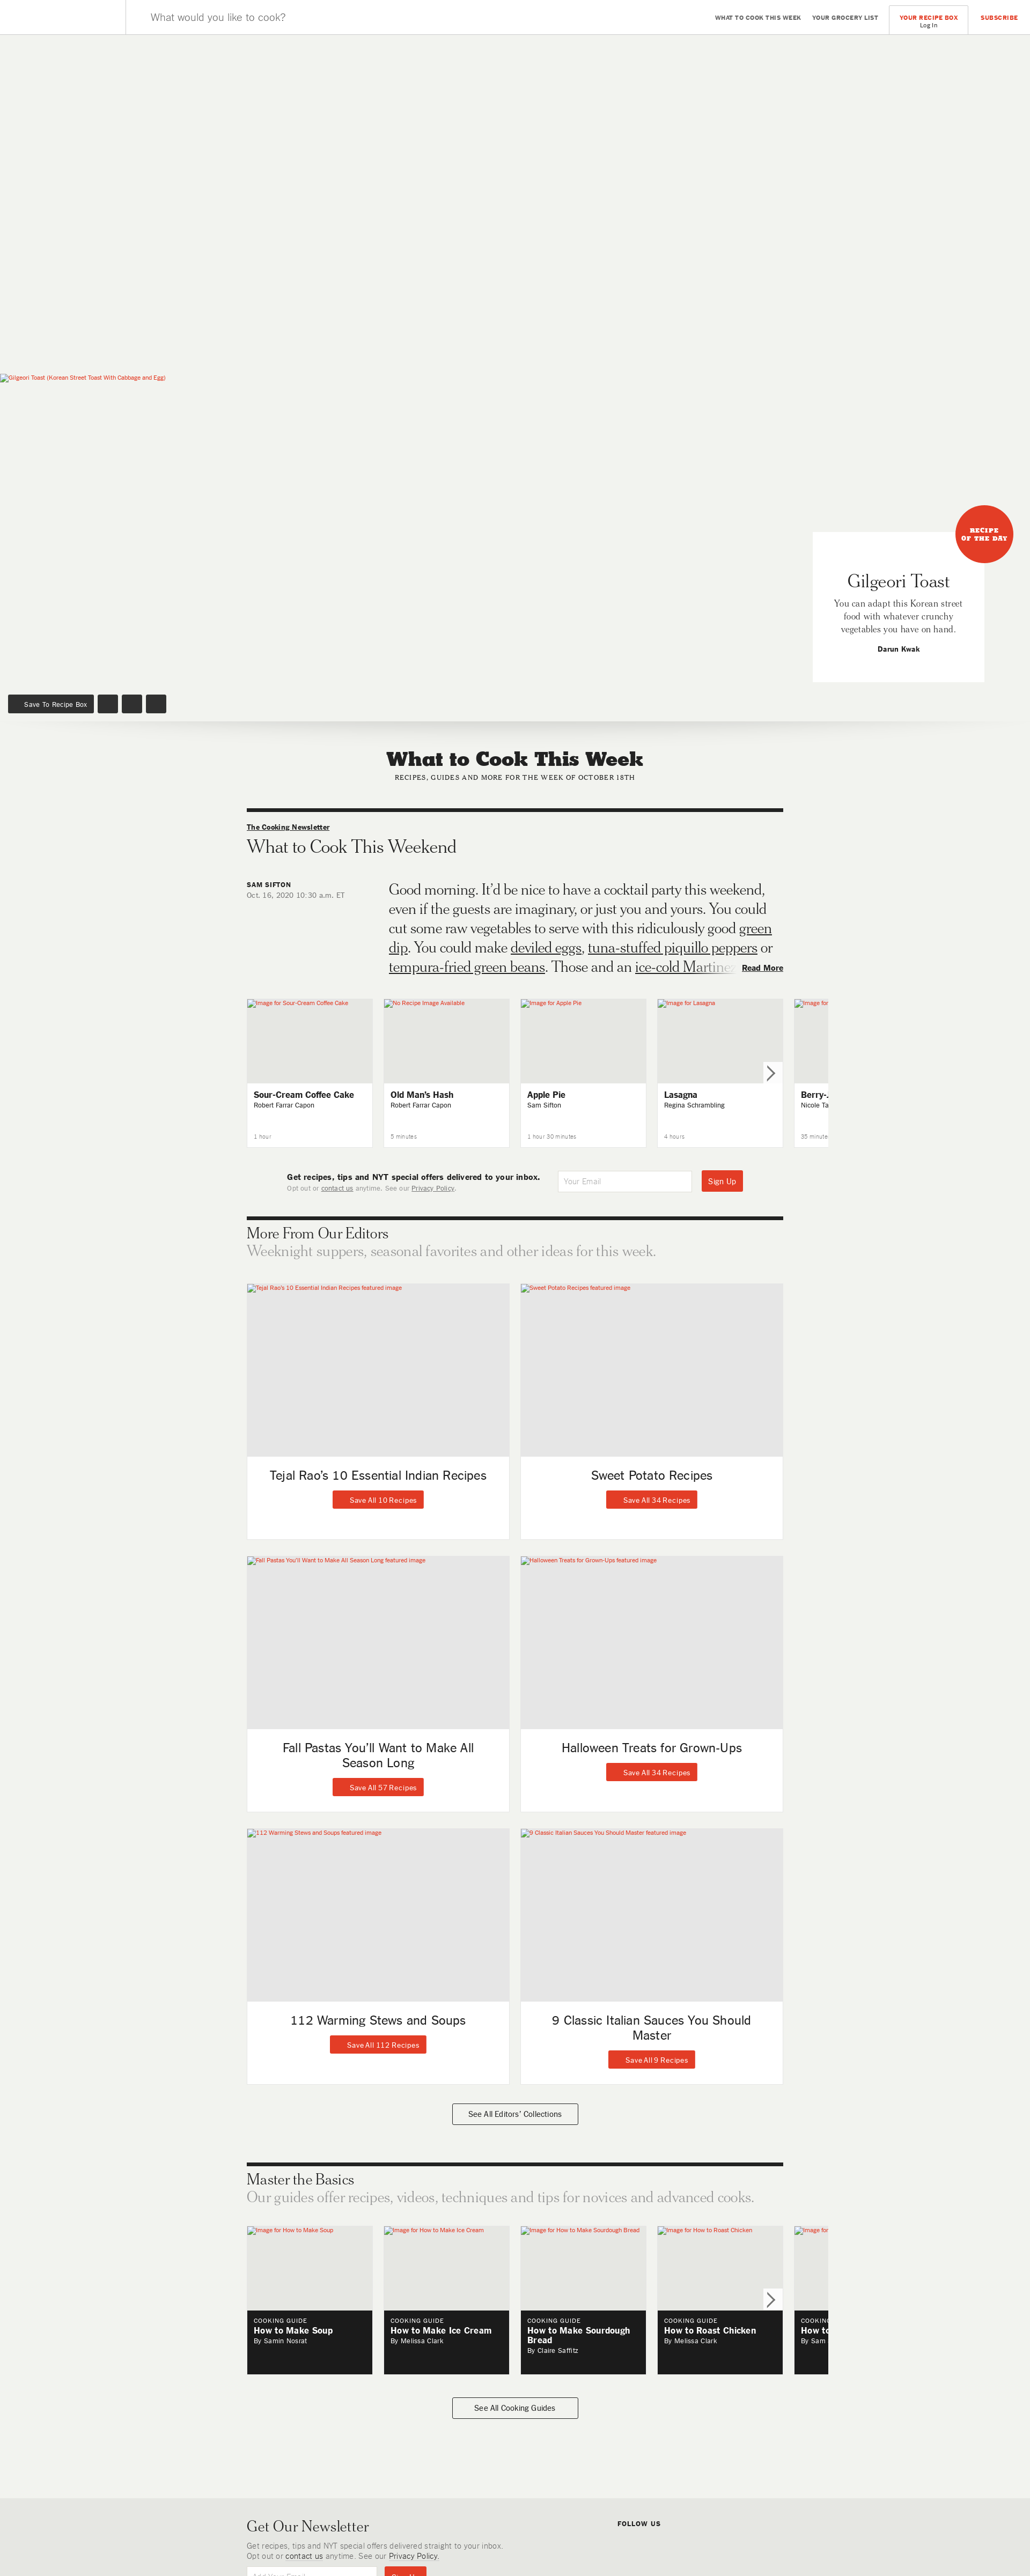 What would you like to cook?
WHAT TO COOK THIS WEEK
YOUR GROCERY LIST
YOUR RECIPE BOX
Log In
SUBSCRIBE
Gilgeori Toast (Korean Street Toast With Cabbage and Egg)
RECIPE
OF THE DAY
Gilgeori Toast
You can adapt this Korean street
food with whatever crunchy
vegetables you have on hand.
Darun Kwak
Save To Recipe Box
What to Cook This Week
RECIPES, GUIDES AND MORE FOR THE WEEK OF OCTOBER 18TH
The Cooking Newsletter
What to Cook This Weekend
SAM SIFTON
Oct. 16, 2020 10:30 a.m. ET
Good morning. It’d be nice to have a cocktail party this weekend,
even if the guests are imaginary, or just you and yours. You could
cut some raw vegetables to serve with this ridiculously good green
dip. You could make deviled eggs, tuna-stuffed piquillo peppers or
tempura-fried green beans. Those and an ice-cold Martinez Read More
Image for Sour-Cream Coffee Cake
Sour-Cream Coffee Cake
Robert Farrar Capon
1 hour
No Recipe Image Available
Old Man’s Hash
Robert Farrar Capon
5 minutes
Image for Apple Pie
Apple Pie
Sam Sifton
1 hour 30 minutes
Image for Lasagna
Lasagna
Regina Schrambling
4 hours
Image for
Berry-
Nicole Ta
35 minute
Get recipes, tips and NYT special offers delivered to your inbox.
Opt out or contact us anytime. See our Privacy Policy.
Your Email
Sign Up
More From Our Editors
Weeknight suppers, seasonal favorites and other ideas for this week.
Tejal Rao’s 10 Essential Indian Recipes featured image
Tejal Rao’s 10 Essential Indian Recipes
Save All 10 Recipes
Sweet Potato Recipes featured image
Sweet Potato Recipes
Save All 34 Recipes
Fall Pastas You’ll Want to Make All Season Long featured image
Fall Pastas You’ll Want to Make All
Season Long
Save All 57 Recipes
Halloween Treats for Grown-Ups featured image
Halloween Treats for Grown-Ups
Save All 34 Recipes
112 Warming Stews and Soups featured image
112 Warming Stews and Soups
Save All 112 Recipes
9 Classic Italian Sauces You Should Master featured image
9 Classic Italian Sauces You Should
Master
Save All 9 Recipes
See All Editors’ Collections
Master the Basics
Our guides offer recipes, videos, techniques and tips for novices and advanced cooks.
Image for How to Make Soup
COOKING GUIDE
How to Make Soup
By Samin Nosrat
Image for How to Make Ice Cream
COOKING GUIDE
How to Make Ice Cream
By Melissa Clark
Image for How to Make Sourdough Bread
COOKING GUIDE
How to Make Sourdough
Bread
By Claire Saffitz
Image for How to Roast Chicken
COOKING GUIDE
How to Roast Chicken
By Melissa Clark
Image for
COOKING
How to
By Sam
See All Cooking Guides
Get Our Newsletter
Get recipes, tips and NYT special offers delivered straight to your inbox.
Opt out or contact us anytime. See our Privacy Policy.
FOLLOW US